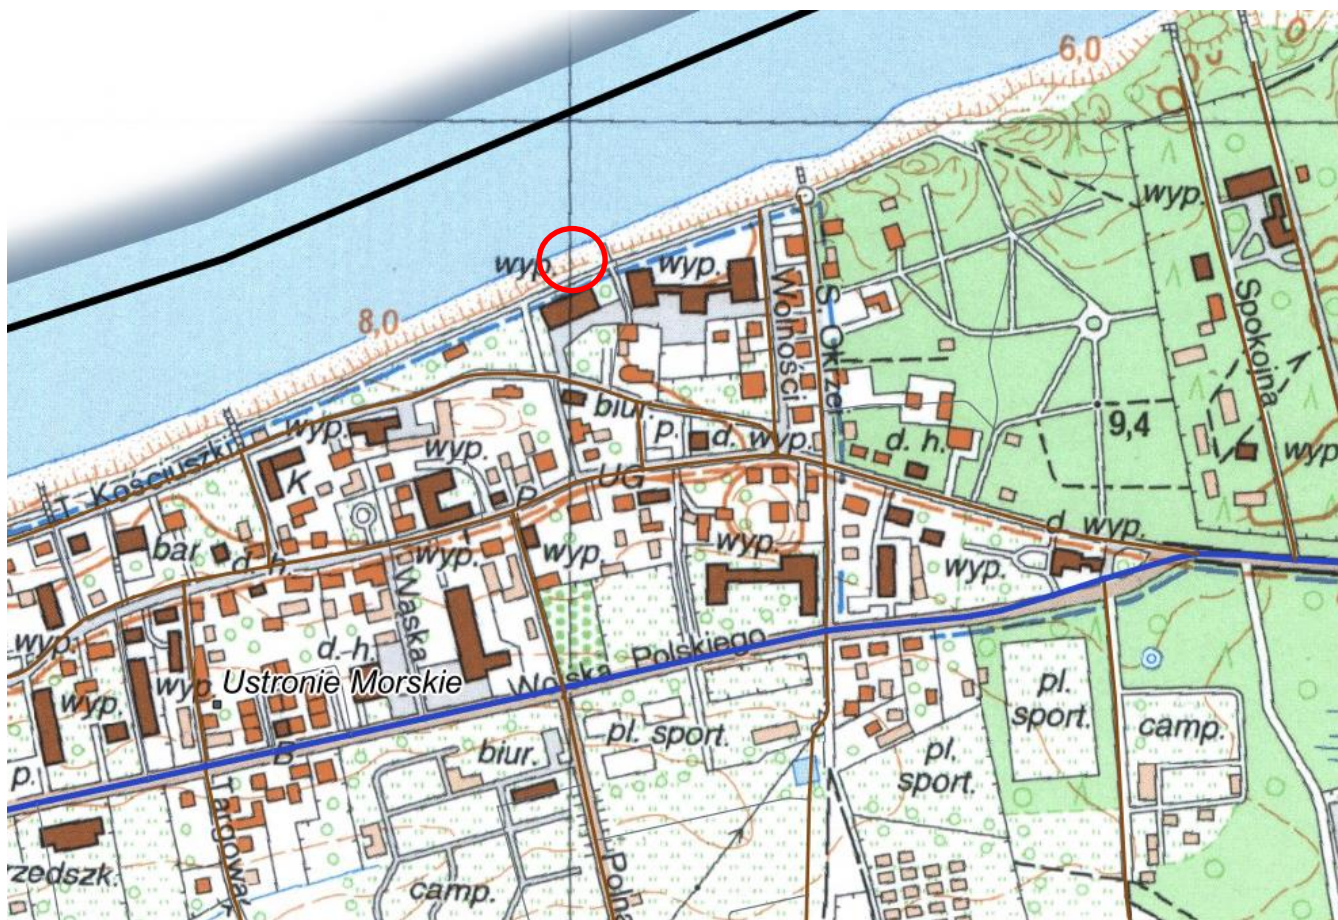 6,0
wyp.
wyp.
wyp.
8,0
Wolności
S. Okrzei
Spokojna
biur.
p.
d. wyp.
9,4
wyp.
T. Kościuszki
wyp.
d. h.
wyp
K
UG
P
bar.
d. h.
wyp.
wyp.
wyp.
d. wyp.
wyp.
Wąska
wyp.
d. h.
Wojska Polskiego
Ustronie Morskie
wyp.
wyp
pl.
sport.
pl. sport.
camp.
biur.
B
p.
pl.
sport.
Targowa
rzedszk.
camp.
Polna